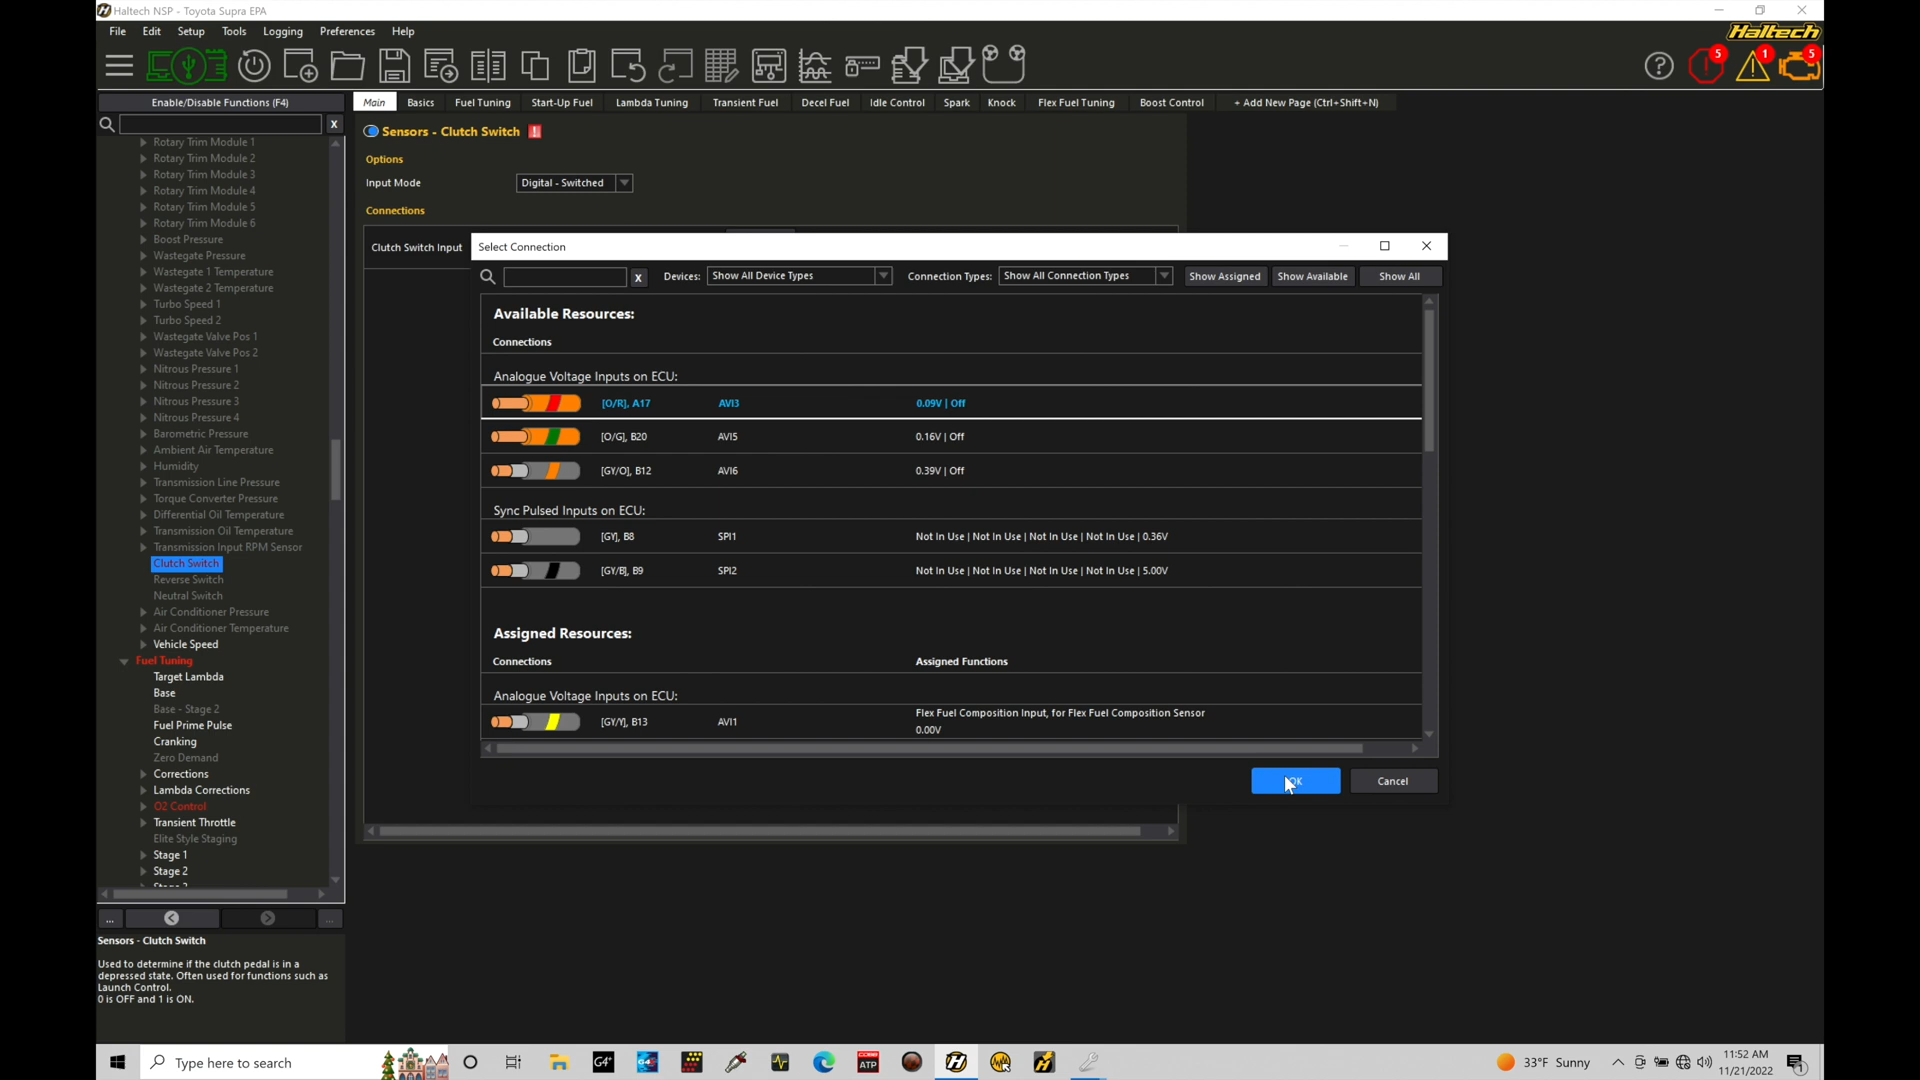 Haltech NSP - Toyota Supra EPA
File Edit Setup Tools Logging Preferences Help
Haltech
5 1 5
Enable/Disable Functions (F4)
Main Basics Fuel Tuning Start-Up Fuel Lambda Tuning Transient Fuel Decel Fuel Idle Control Spark Knock Flex Fuel Tuning Boost Control + Add New Page (Ctrl+Shift+N)
x
Rotary Trim Module 1
Rotary Trim Module 2
Rotary Trim Module 3
Rotary Trim Module 4
Rotary Trim Module 5
Rotary Trim Module 6
Boost Pressure
Wastegate Pressure
Wastegate 1 Temperature
Wastegate 2 Temperature
Turbo Speed 1
Turbo Speed 2
Wastegate Valve Pos 1
Wastegate Valve Pos 2
Nitrous Pressure 1
Nitrous Pressure 2
Nitrous Pressure 3
Nitrous Pressure 4
Barometric Pressure
Ambient Air Temperature
Humidity
Transmission Line Pressure
Torque Converter Pressure
Differential Oil Temperature
Transmission Oil Temperature
Transmission Input RPM Sensor
Clutch Switch
Reverse Switch
Neutral Switch
Air Conditioner Pressure
Air Conditioner Temperature
Vehicle Speed
Fuel Tuning
Target Lambda
Base
Base - Stage 2
Fuel Prime Pulse
Cranking
Zero Demand
Corrections
Lambda Corrections
O2 Control
Transient Throttle
Elite Style Staging
Stage 1
Stage 2
Stage 3
... ...
Sensors - Clutch Switch
Used to determine if the clutch pedal is in a
depressed state. Often used for functions such as
Launch Control.
0 is OFF and 1 is ON.
Sensors - Clutch Switch
Options
Input Mode Digital - Switched
Connections
Clutch Switch Input
Select Connection
x Devices: Show All Device Types Connection Types: Show All Connection Types Show Assigned Show Available Show All
Available Resources:
Connections
Analogue Voltage Inputs on ECU:
[O/R], A17 AVI3 0.09V | Off
[O/G], B20 AVI5 0.16V | Off
[GY/O], B12 AVI6 0.39V | Off
Sync Pulsed Inputs on ECU:
[GY], B8 SPI1 Not In Use | Not In Use | Not In Use | Not In Use | 0.36V
[GY/B], B9 SPI2 Not In Use | Not In Use | Not In Use | Not In Use | 5.00V
Assigned Resources:
Connections Assigned Functions
Analogue Voltage Inputs on ECU:
[GY/Y], B13 AVI1 Flex Fuel Composition Input, for Flex Fuel Composition Sensor
0.00V
OK Cancel
Type here to search
G4+ G4X COBB ATP
33°F Sunny
11:52 AM
11/21/2022
1